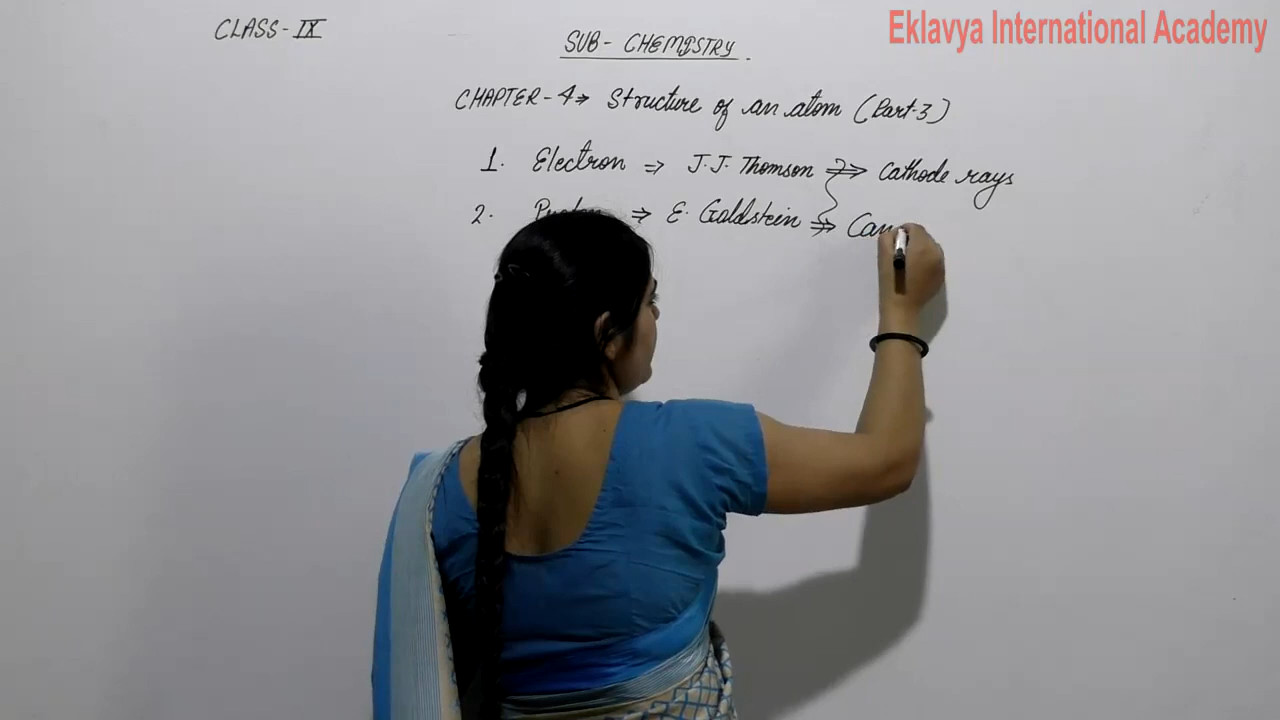 Eklavya International Academy
CLASS-IX
SUB- CHEMISTRY.
CHAPTER-4⇒ Structure of an atom (Part-3)
1. Electron ⇒ J.J. Thomson ⇒ Cathode rays
2. ⇒ E. Goldstein ⇒ Can